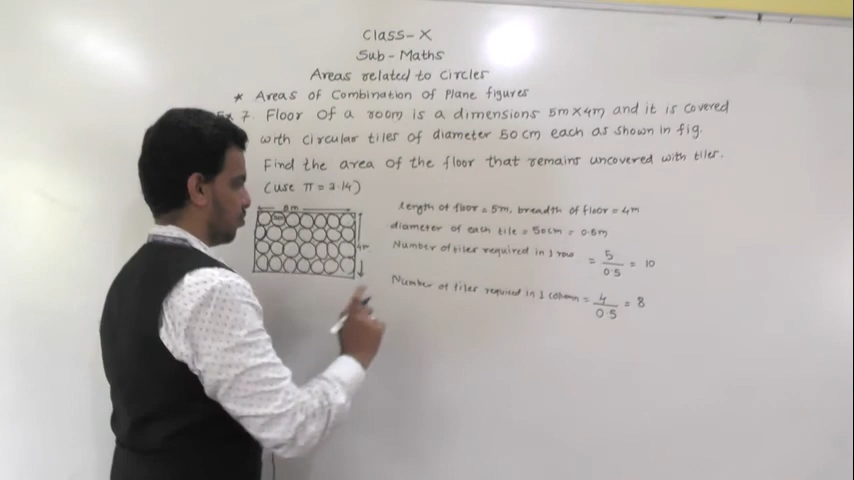 Class-X
Sub-Maths
Areas related to circles
* Areas of Combination of Plane figures
7. Floor of a room is a dimensions 5m X 4m and it is covered
with circular tiles of diameter 50 cm each as shown in fig.
Find the area of the floor that remains uncovered with tiles.
(use π = 3.14)
5m
4m
length of floor = 5m, breadth of floor = 4m
diameter of each tile = 50cm = 0.5m
Number of tiles required in 1 row = 5/0.5 = 10
Number of tiles required in 1 column = 4/0.5 = 8